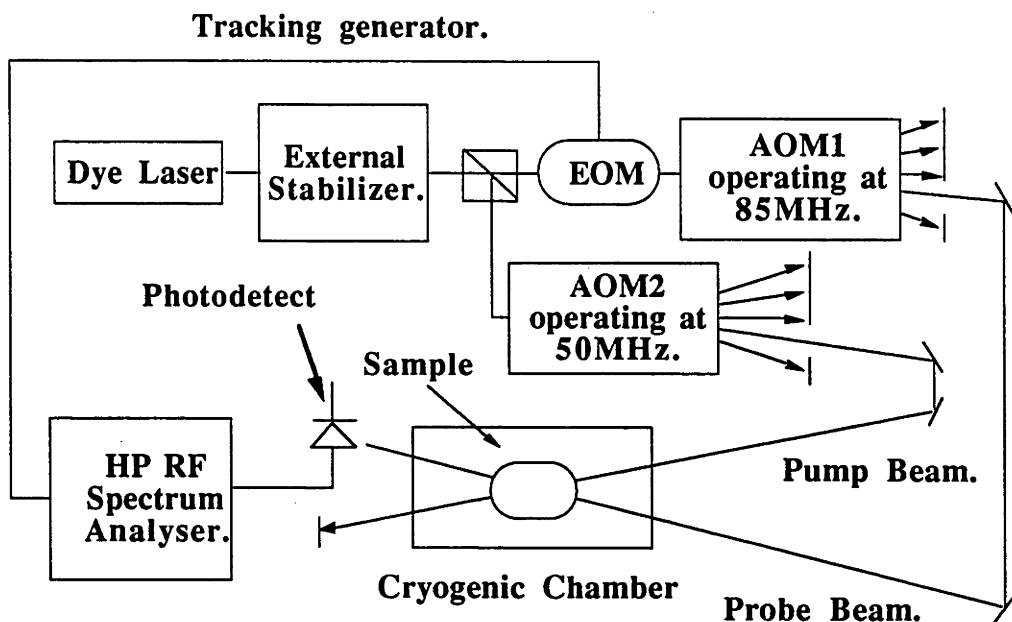 Tracking generator.
Dye Laser
External
Stabilizer.
EOM
AOM1
operating at
85MHz.
AOM2
operating at
50MHz.
Photodetect
Sample
HP RF
Spectrum
Analyser.
Pump Beam.
Cryogenic Chamber
Probe Beam.